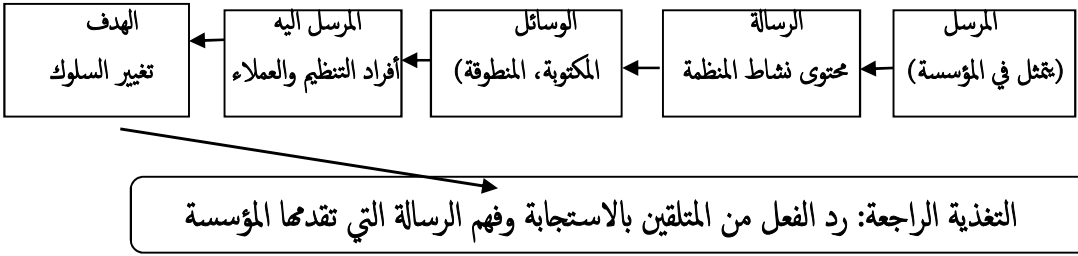 المرسل
(يتمثل في المؤسسة)
الرسالة
محتوى نشاط المنظمة
الوسائل
المكتوبة، المنطوقة)
المرسل اليه
أفراد التنظيم والعملاء
الهدف
تغيير السلوك
التغذية الراجعة: رد الفعل من المتلقين بالاستجابة وفهم الرسالة التي تقدمها المؤسسة